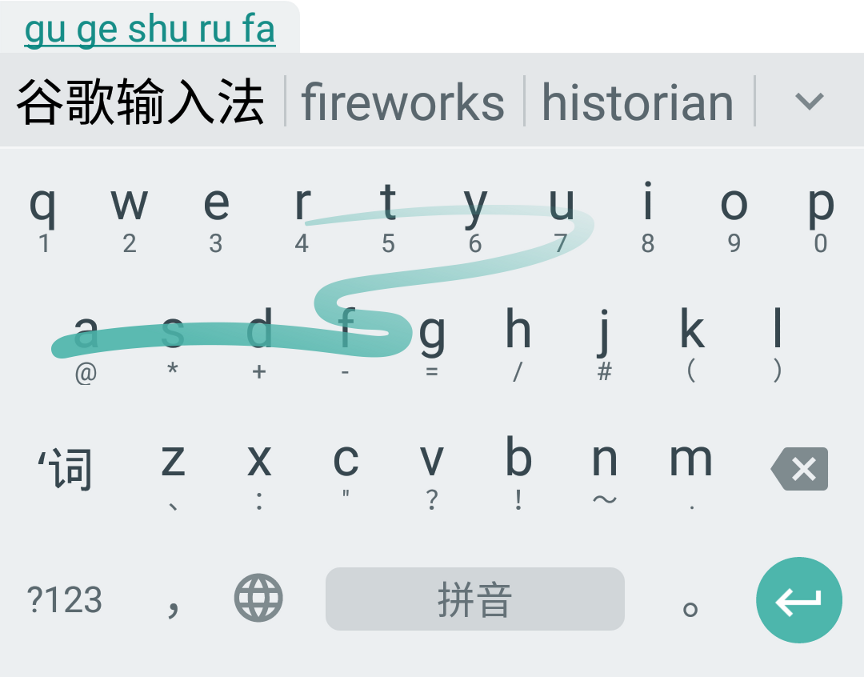 gu ge shu ru fa
谷歌输入法 fireworks historian
q w e r t y u i o p
1 2 3 4 5 6 7 8 9 0
a s d f g h j k l
@ * + - = / # ( )
‘词 z x c v b n m
、 : " ? ! ～ .
?123 ， 拼音 。